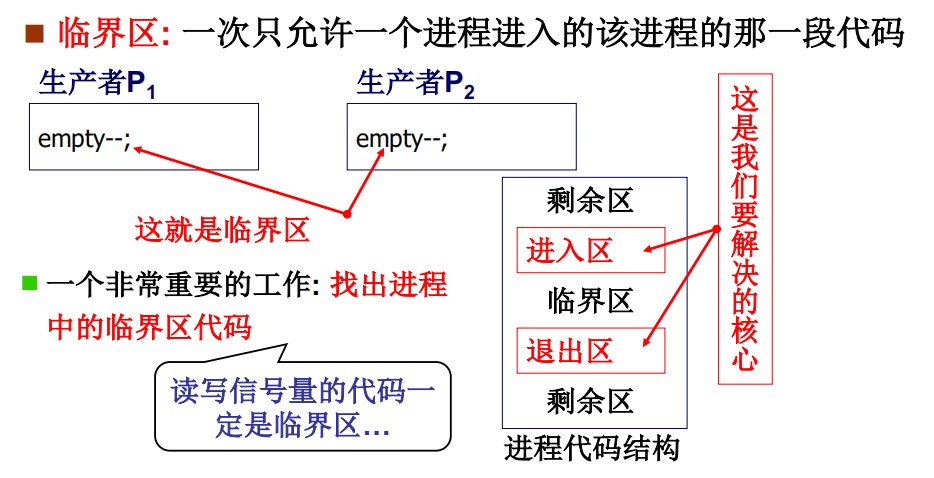 临界区: 一次只允许一个进程进入的该进程的那一段代码
生产者P1
生产者P2
empty--;
empty--;
这就是临界区
一个非常重要的工作: 找出进程
中的临界区代码
读写信号量的代码一
定是临界区…
剩余区
进入区
临界区
退出区
剩余区
进程代码结构
这是我们要解决的核心